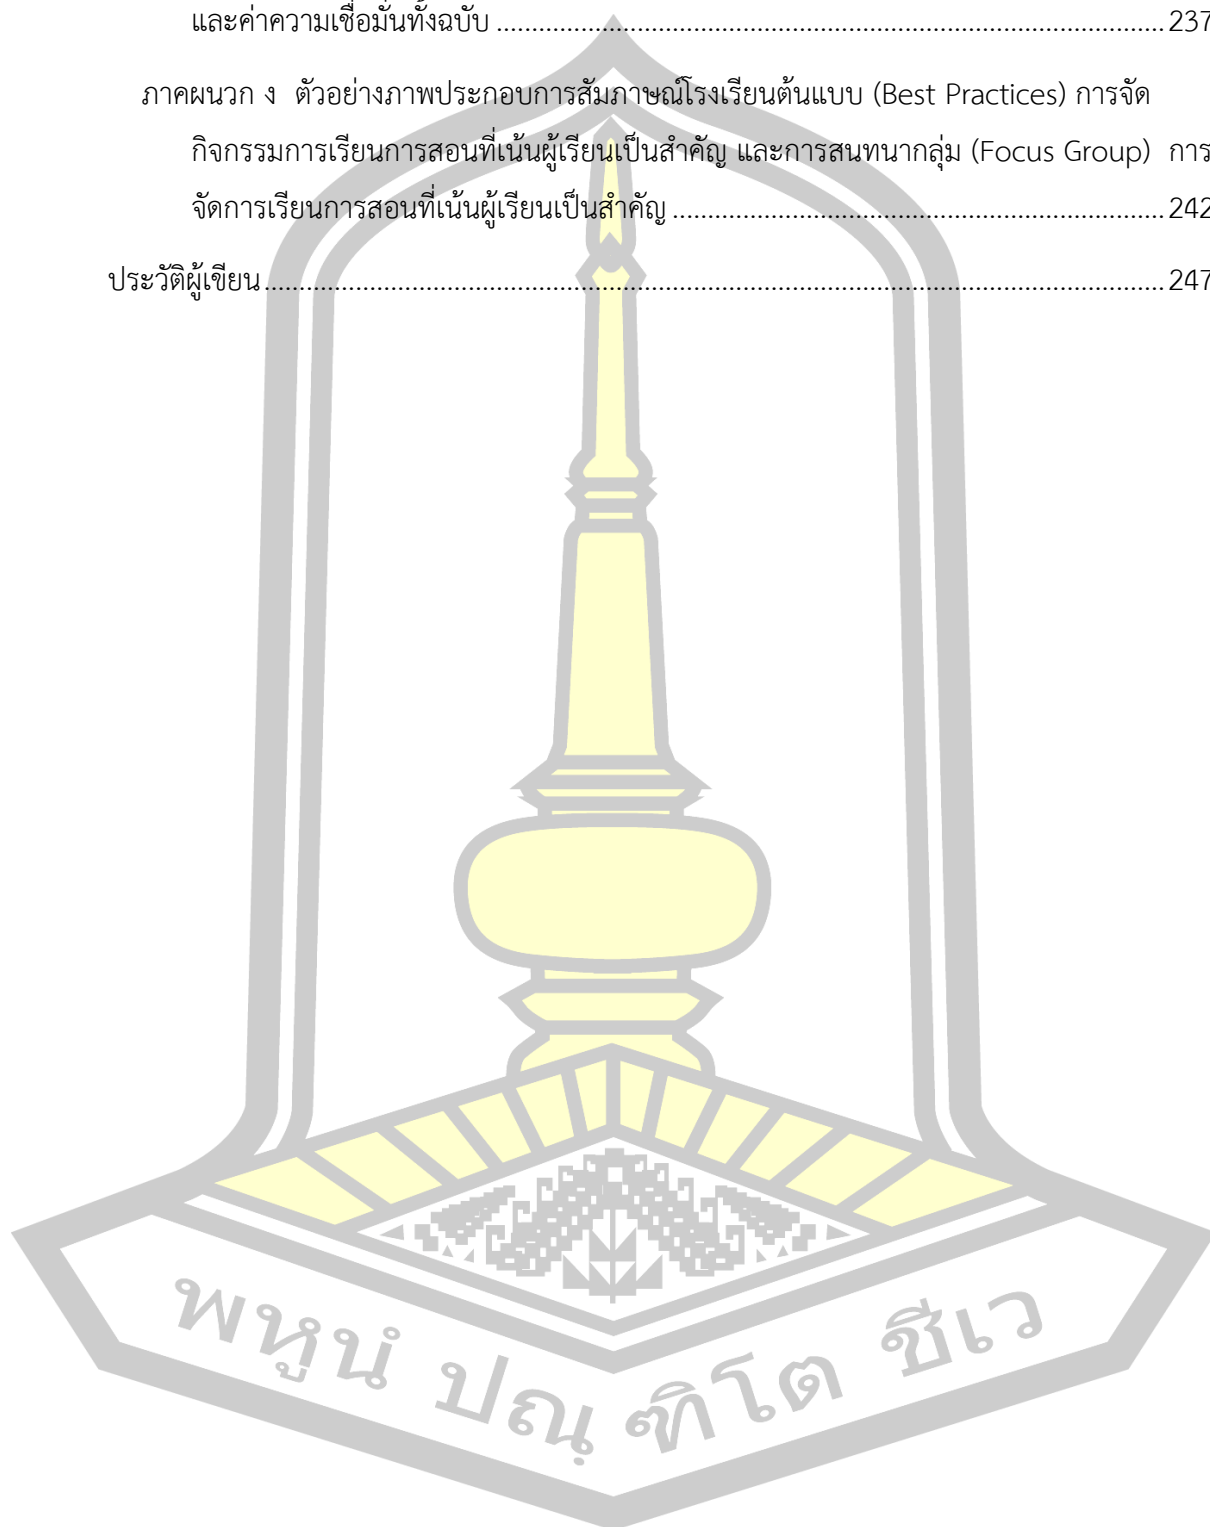 และค่าความเชื่อมั่นทั้งฉบับ ................................................................................................ 237
ภาคผนวก ง  ตัวอย่างภาพประกอบการสัมภาษณ์โรงเรียนต้นแบบ (Best Practices) การจัด
กิจกรรมการเรียนการสอนที่เน้นผู้เรียนเป็นสำคัญ และการสนทนากลุ่ม (Focus Group)  การ
จัดการเรียนการสอนที่เน้นผู้เรียนเป็นสำคัญ ....................................................................... 242
ประวัติผู้เขียน ................................................................................................................................ 247
พหูนํ ปณฺฑิโต ชีเว